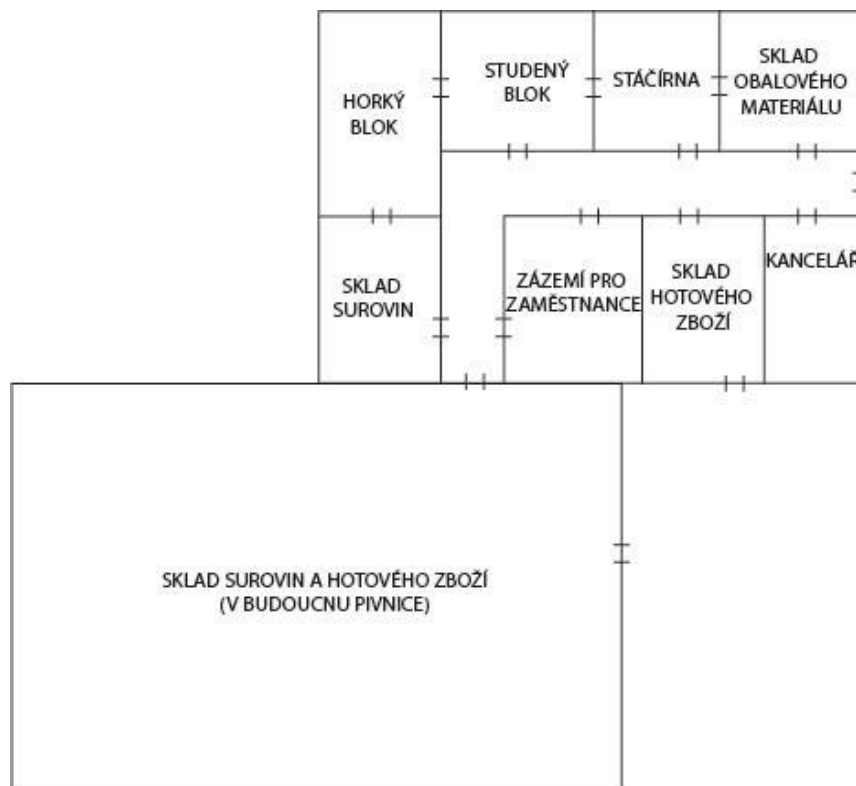 HORKÝ
BLOK
STUDENÝ
BLOK
STÁČÍRNA
SKLAD
OBALOVÉHO
MATERIÁLU
SKLAD
SUROVIN
ZÁZEMÍ PRO
ZAMĚSTNANCE
SKLAD
HOTOVÉHO
ZBOŽÍ
KANCELÁŘ
SKLAD SUROVIN A HOTOVÉHO ZBOŽÍ
(V BUDOUCNU PIVNICE)